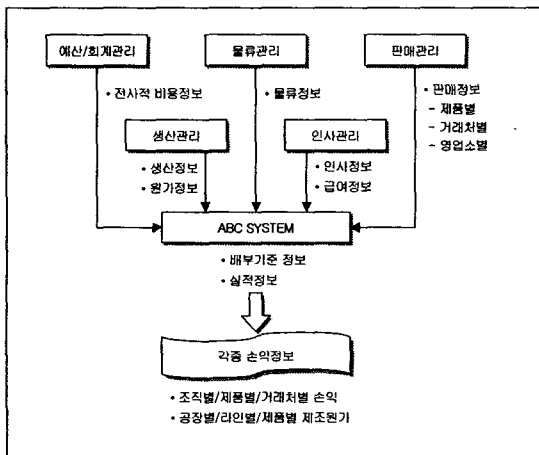 예산/회계관리
물류관리
판매관리
• 전사적 비용정보
• 물류정보
• 판매정보
- 제품별
- 거래처별
- 영업소별
생산관리
인사관리
• 생산정보
• 원가정보
• 인사정보
• 급여정보
ABC SYSTEM
• 배부기준 정보
• 실적정보
각종 손익정보
• 조직별/제품별/거래처별 손익
• 공장별/라인별/제품별 제조원가